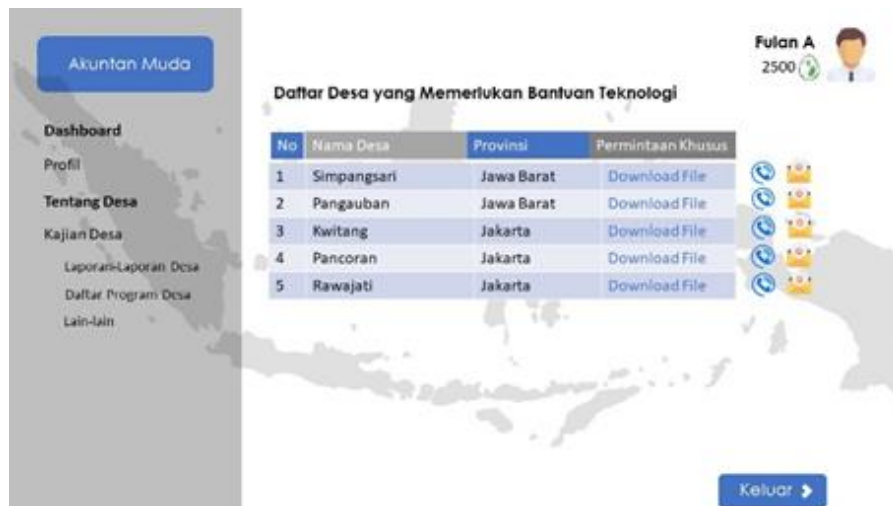 Akuntan Muda
Fulan A
2500
Daftar Desa yang Memerlukan Bantuan Teknologi
Dashboard
Profil
Tentang Desa
Kajian Desa
Laporan-Laporan Desa
Daftar Program Desa
Lain-lain
No Nama Desa Provinsi Permintaan Khusus
1 Simpangsari Jawa Barat Download File
2 Pangauban Jawa Barat Download File
3 Kwitang Jakarta Download File
4 Pancoran Jakarta Download File
5 Rawajati Jakarta Download File
Keluar